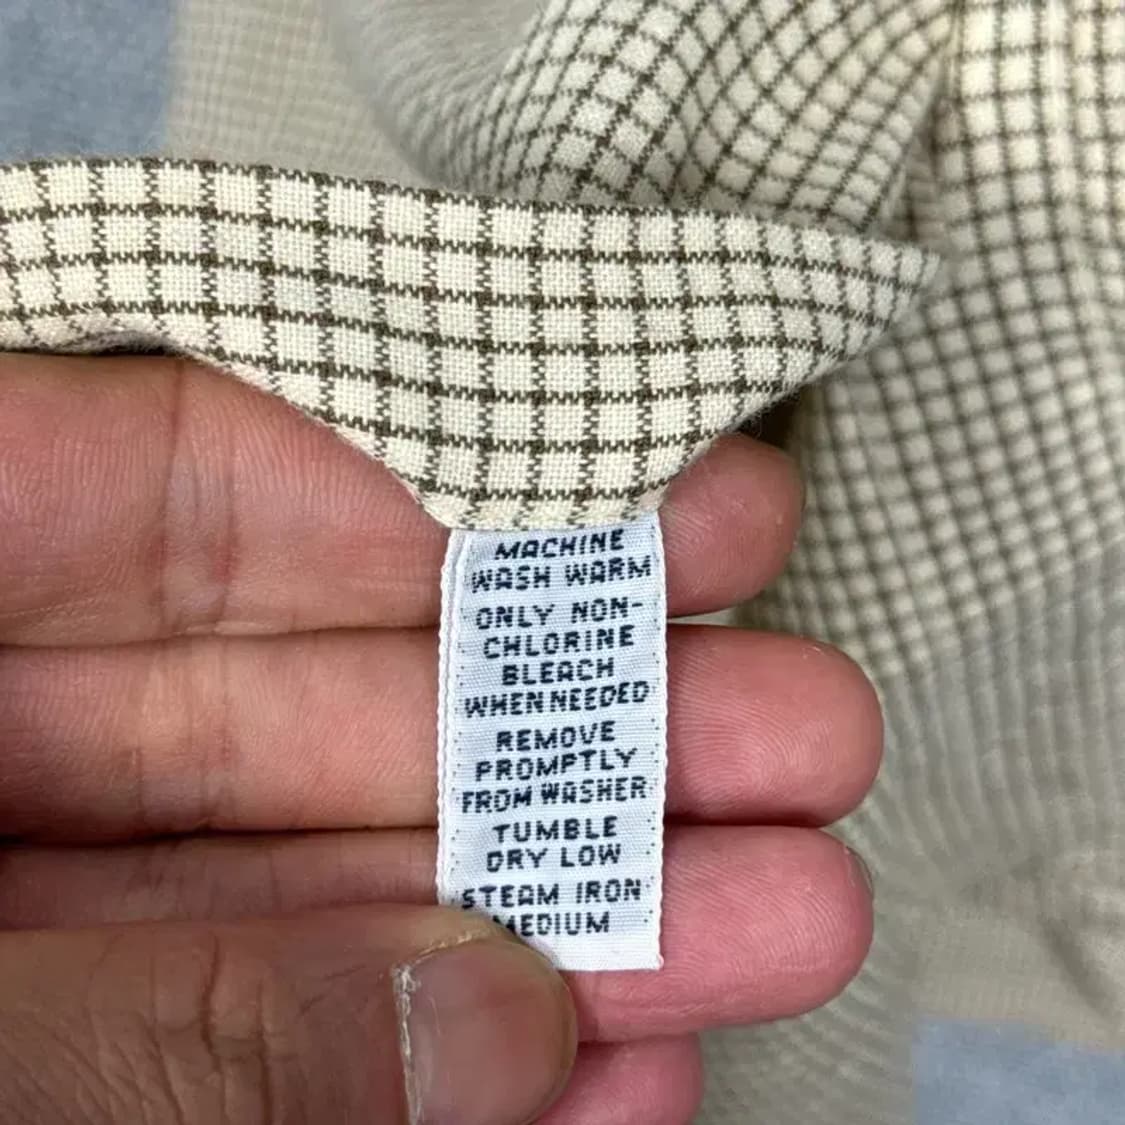 MACHINE
WASH WARM
ONLY NON-
CHLORINE
BLEACH
WHEN NEEDED
REMOVE
PROMPTLY
FROM WASHER
TUMBLE
DRY LOW
STEAM IRON
MEDIUM